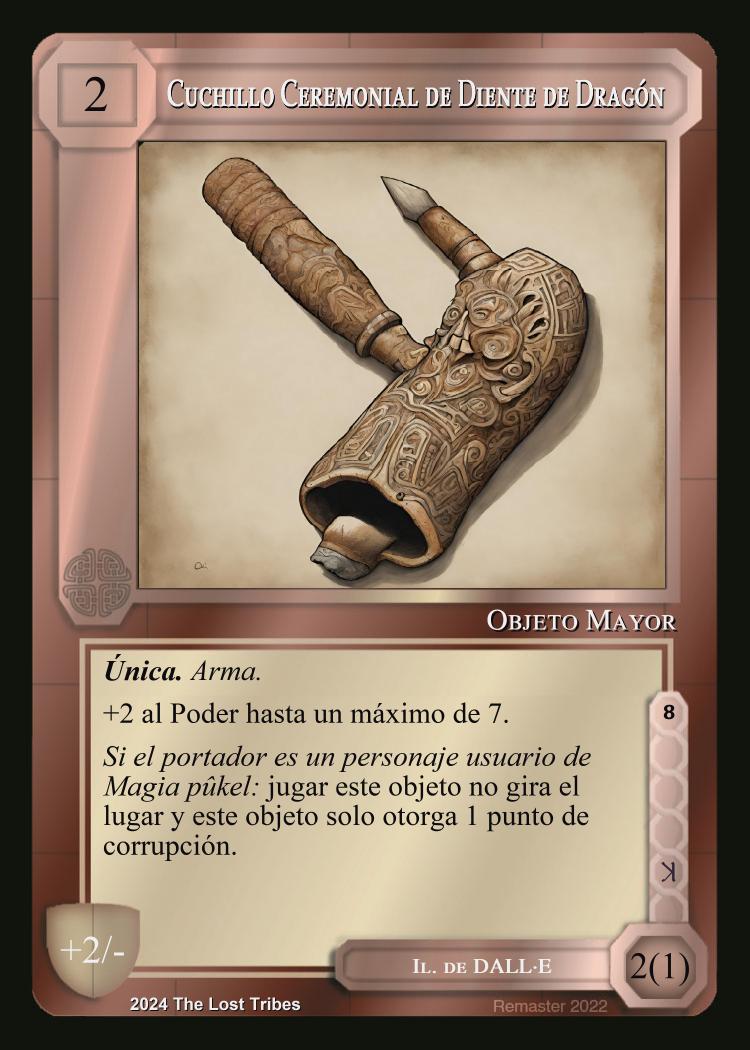 2
Cuchillo Ceremonial de Diente de Dragón
Objeto Mayor
Única. Arma.
+2 al Poder hasta un máximo de 7.
Si el portador es un personaje usuario de
Magia pûkel: jugar este objeto no gira el
lugar y este objeto solo otorga 1 punto de
corrupción.
8
+2/-
Il. de DALL·E
2(1)
2024 The Lost Tribes
Remaster 2022